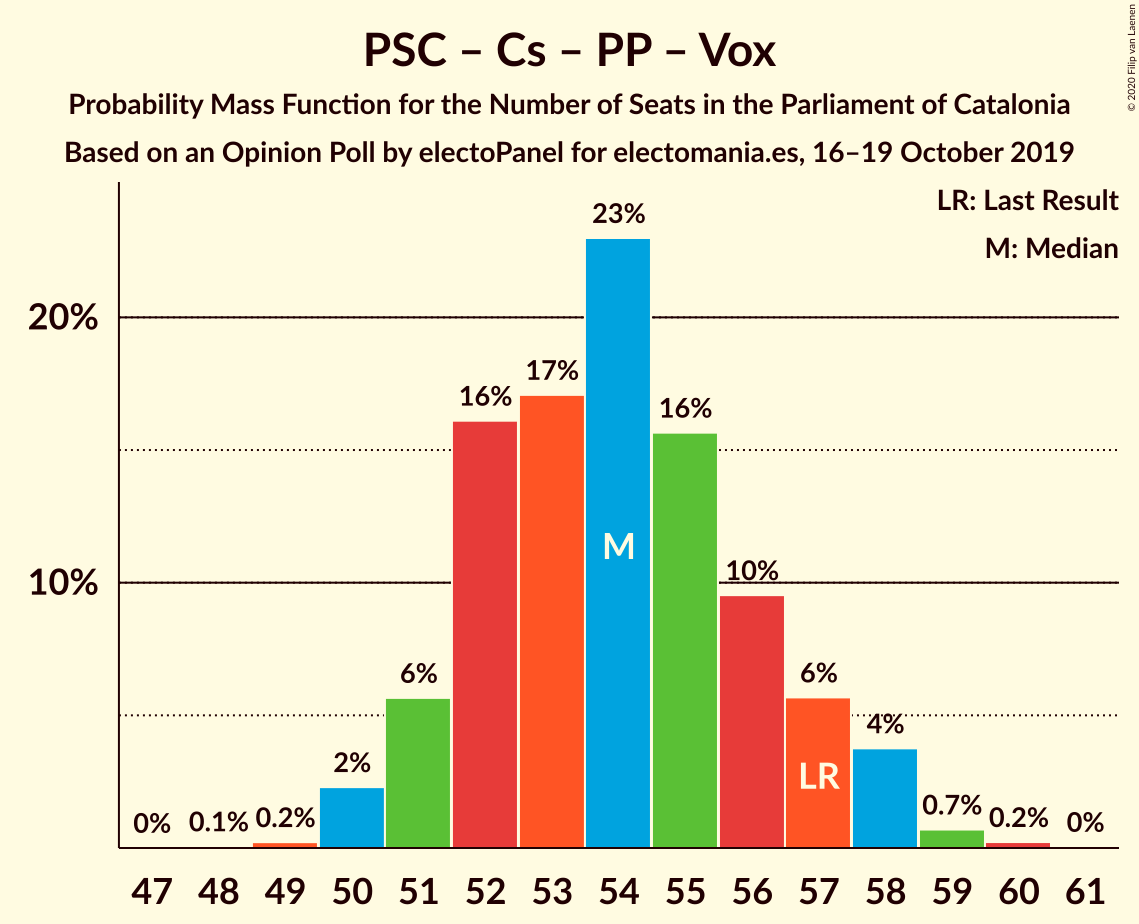 PSC – Cs – PP – Vox
Probability Mass Function for the Number of Seats in the Parliament of Catalonia
Based on an Opinion Poll by electoPanel for electomania.es, 16–19 October 2019
© 2020 Filip van Laenen
LR: Last Result
M: Median
20%
10%
0%
0.1%
0.2%
2%
6%
16%
17%
23%
16%
10%
6%
4%
0.7%
0.2%
0%
M
LR
47 48 49 50 51 52 53 54 55 56 57 58 59 60 61